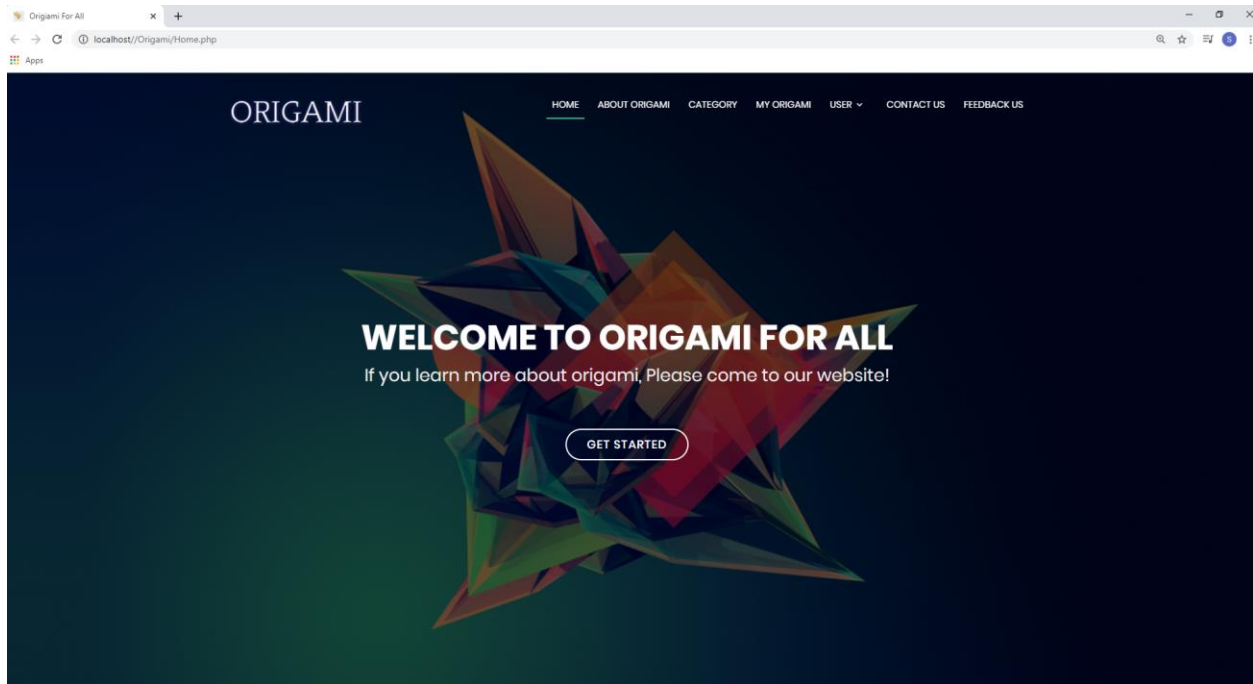 Origiami For All
localhost//Origami/Home.php
Apps
ORIGAMI
HOME ABOUT ORIGAMI CATEGORY MY ORIGAMI USER CONTACT US FEEDBACK US
WELCOME TO ORIGAMI FOR ALL
If you learn more about origami, Please come to our website!
GET STARTED
S